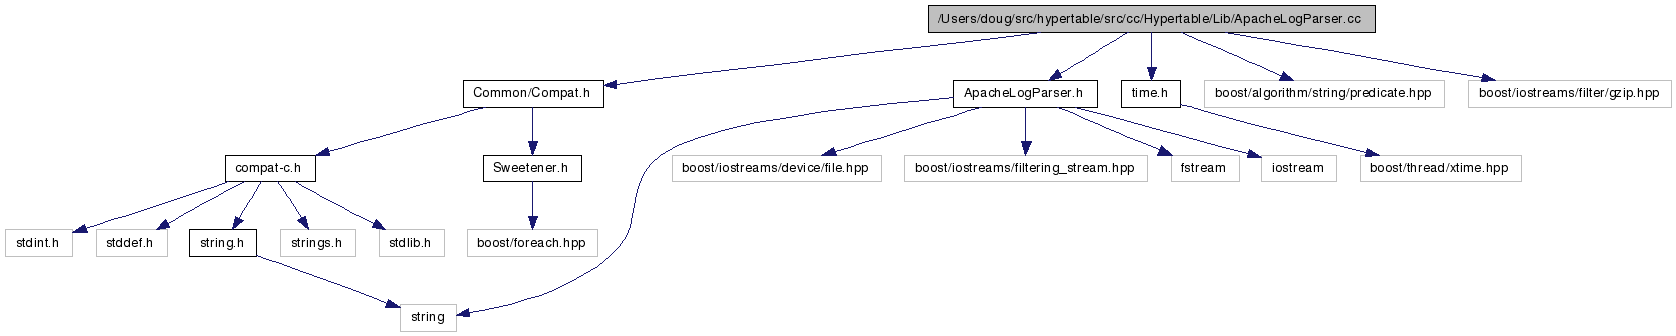 /Users/doug/src/hypertable/src/cc/Hypertable/Lib/ApacheLogParser.cc
Common/Compat.h
ApacheLogParser.h
time.h
boost/algorithm/string/predicate.hpp
boost/iostreams/filter/gzip.hpp
compat-c.h
Sweetener.h
boost/iostreams/device/file.hpp
boost/iostreams/filtering_stream.hpp
fstream
iostream
boost/thread/xtime.hpp
stdint.h
stddef.h
string.h
strings.h
stdlib.h
boost/foreach.hpp
string